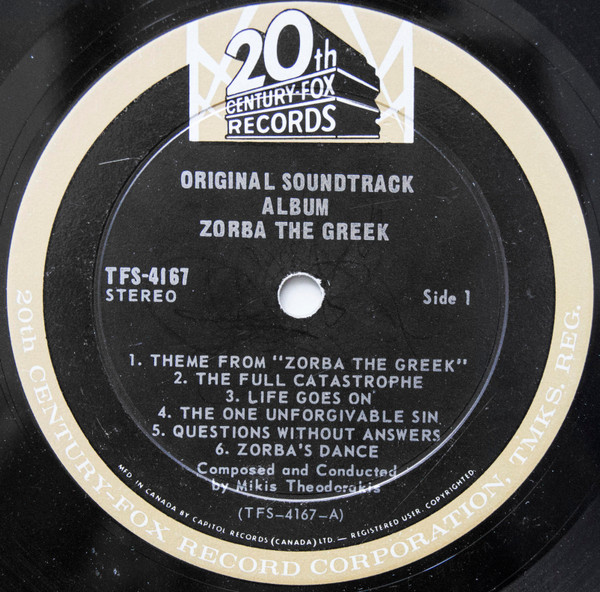 20th
CENTURY-FOX
RECORDS
ORIGINAL SOUNDTRACK
ALBUM
ZORBA THE GREEK
TFS-4167
STEREO
Side 1
1. THEME FROM "ZORBA THE GREEK"
2. THE FULL CATASTROPHE
3. LIFE GOES ON
4. THE ONE UNFORGIVABLE SIN
5. QUESTIONS WITHOUT ANSWERS
6. ZORBA'S DANCE
Composed and Conducted
by Mikis Theodorakis
(TFS-4167-A)
MFD. IN CANADA BY CAPITOL RECORDS (CANADA) LTD. — REGISTERED USER. COPYRIGHTED.
20th CENTURY-FOX RECORD CORPORATION, TMKS. REG.